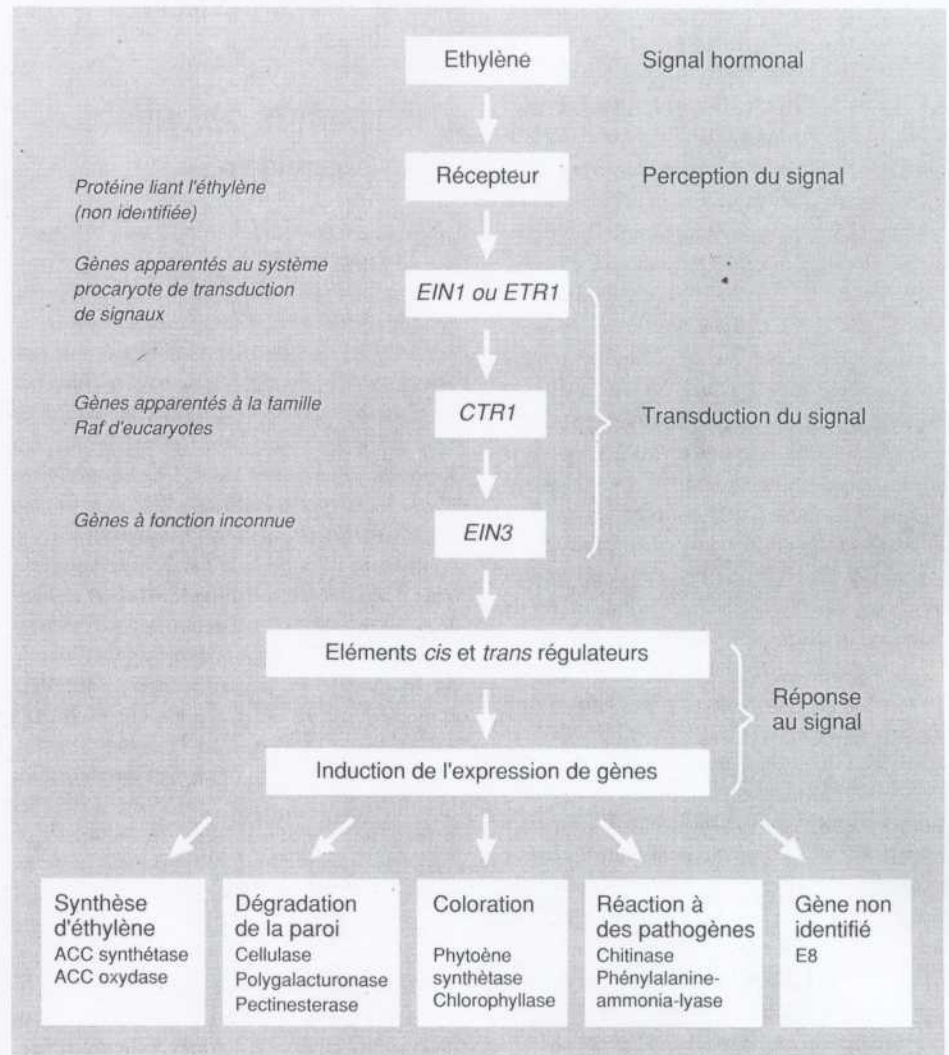 Ethylène
Signal hormonal
Récepteur
Perception du signal
Protéine liant l'éthylène
(non identifiée)
Gènes apparentés au système
procaryote de transduction
de signaux
EIN1 ou ETR1
Gènes apparentés à la famille
Raf d'eucaryotes
CTR1
Transduction du signal
Gènes à fonction inconnue
EIN3
Eléments cis et trans régulateurs
Réponse
au signal
Induction de l'expression de gènes
Synthèse
d'éthylène
ACC synthétase
ACC oxydase
Dégradation
de la paroi
Cellulase
Polygalacturonase
Pectinesterase
Coloration
Phytoène
synthètase
Chlorophyllase
Réaction à
des pathogènes
Chitinase
Phénylalanine-
ammonia-lyase
Gène non
identifié
E8